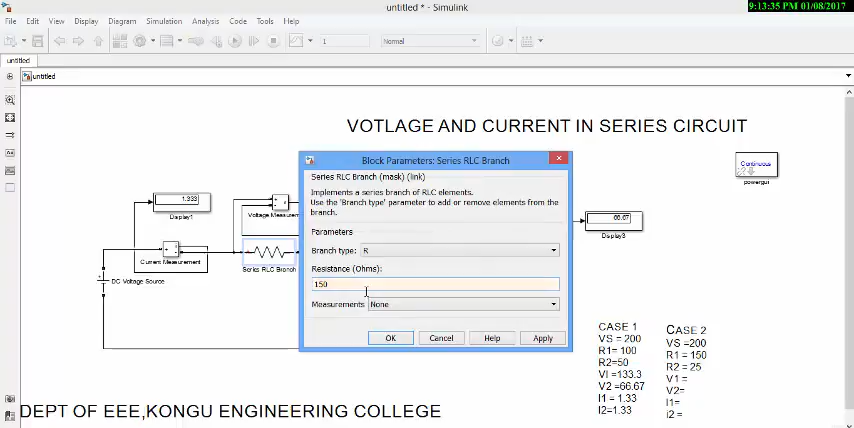 untitled * - Simulink
9:13:35 PM 01/08/2017
File Edit View Display Diagram Simulation Analysis Code Tools Help
1
Normal
untitled
untitled
VOTLAGE AND CURRENT IN SERIES CIRCUIT
Continuous
powergui
Block Parameters: Series RLC Branch
Series RLC Branch (mask) (link)
Implements a series branch of RLC elements.
Use the 'Branch type' parameter to add or remove elements from the
branch.
Parameters
Branch type: R
Resistance (Ohms):
150
Measurements None
OK Cancel Help Apply
1.333
Display1
Voltage Measurem
66.67
Display3
Current Measurement
Series RLC Branch
DC Voltage Source
CASE 1
VS = 200
R1= 100
R2=50
VI =133.3
V2 =66.67
I1 = 1.33
I2=1.33
CASE 2
VS =200
R1 = 150
R2 = 25
V1 =
V2=
I1=
i2 =
DEPT OF EEE,KONGU ENGINEERING COLLEGE